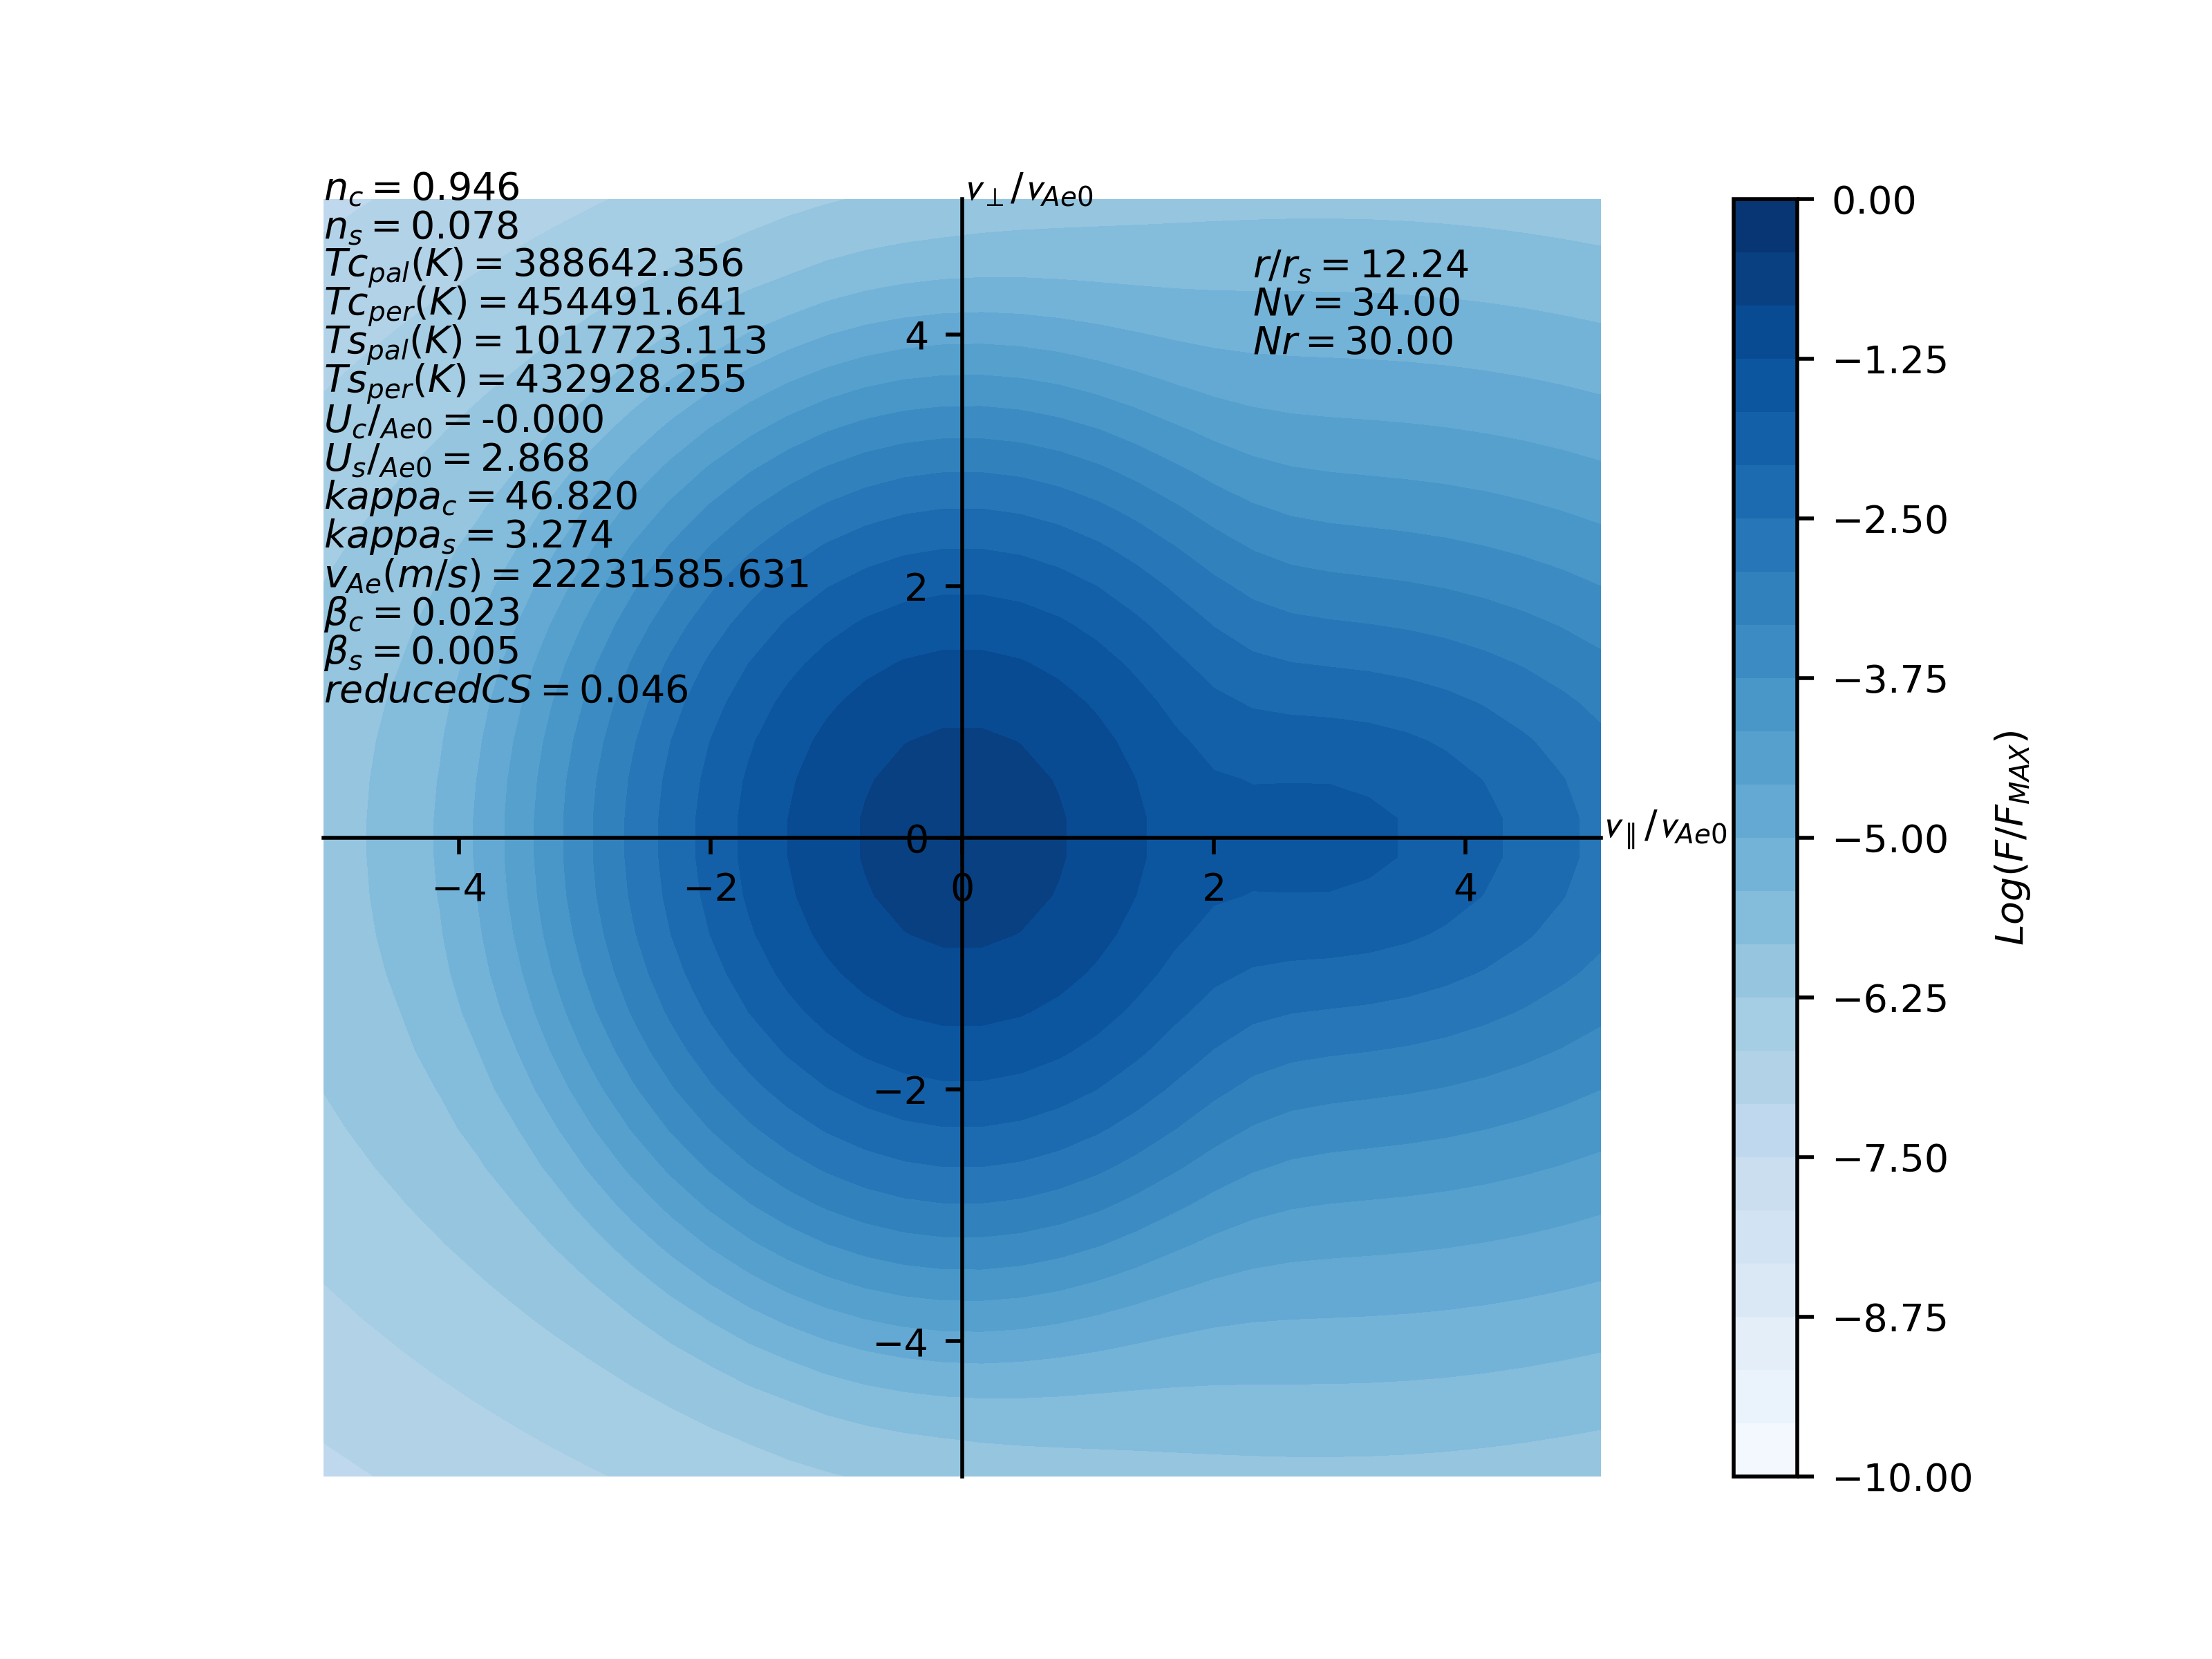 n_c = 0.946
n_s = 0.078
Tc_pal(K) = 388642.356
Tc_per(K) = 454491.641
Ts_pal(K) = 1017723.113
Ts_per(K) = 432928.255
U_c/_Ae0 = -0.000
U_s/_Ae0 = 2.868
kappa_c = 46.820
kappa_s = 3.274
v_Ae(m/s) = 22231585.631
β_c = 0.023
β_s = 0.005
reducedCS = 0.046
v_⊥/v_Ae0
r/r_s = 12.24
Nv = 34.00
Nr = 30.00
4
2
0
−2
−4
−4
−2
0
2
4
v_∥/v_Ae0
0.00
−1.25
−2.50
−3.75
−5.00
−6.25
−7.50
−8.75
−10.00
Log(F/F_MAX)